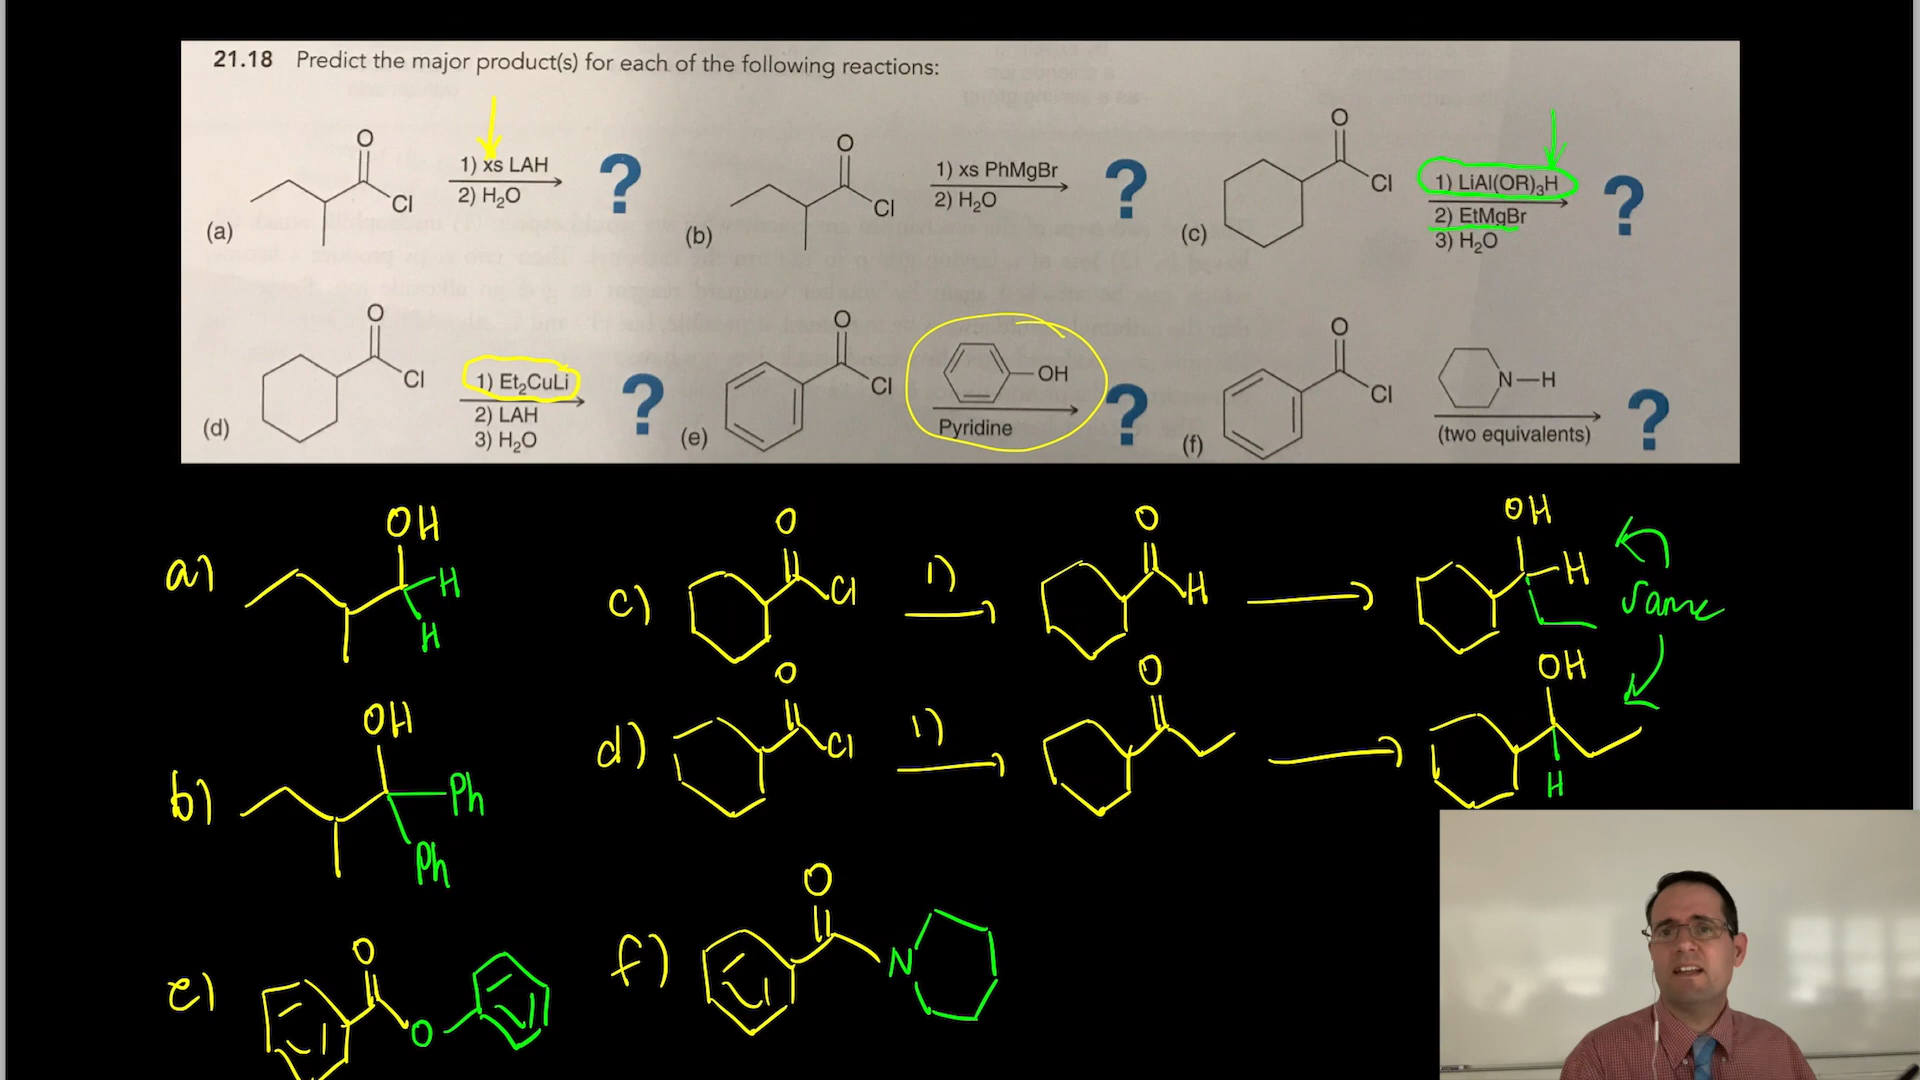 21.18 Predict the major product(s) for each of the following reactions:
(a) O Cl 1) xs LAH 2) H₂O ?
(b) O Cl 1) xs PhMgBr 2) H₂O ?
(c) O Cl 1) LiAl(OR)₃H 2) EtMgBr 3) H₂O ?
(d) O Cl 1) Et₂CuLi 2) LAH 3) H₂O ?
(e) O Cl OH Pyridine ?
(f) O Cl N—H (two equivalents) ?
a) OH H H
c) O Cl 1) O H OH H
same
b) OH Ph Ph
d) O Cl 1) O OH H
e) O O
f) O N